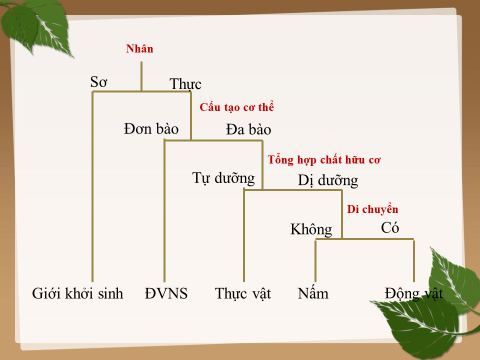 Nhân
Sơ Thực
Cấu tạo cơ thể
Đơn bào Đa bào
Tổng hợp chất hữu cơ
Tự dưỡng Dị dưỡng
Di chuyển
Không Có
Giới khởi sinh ĐVNS Thực vật Nấm Động vật